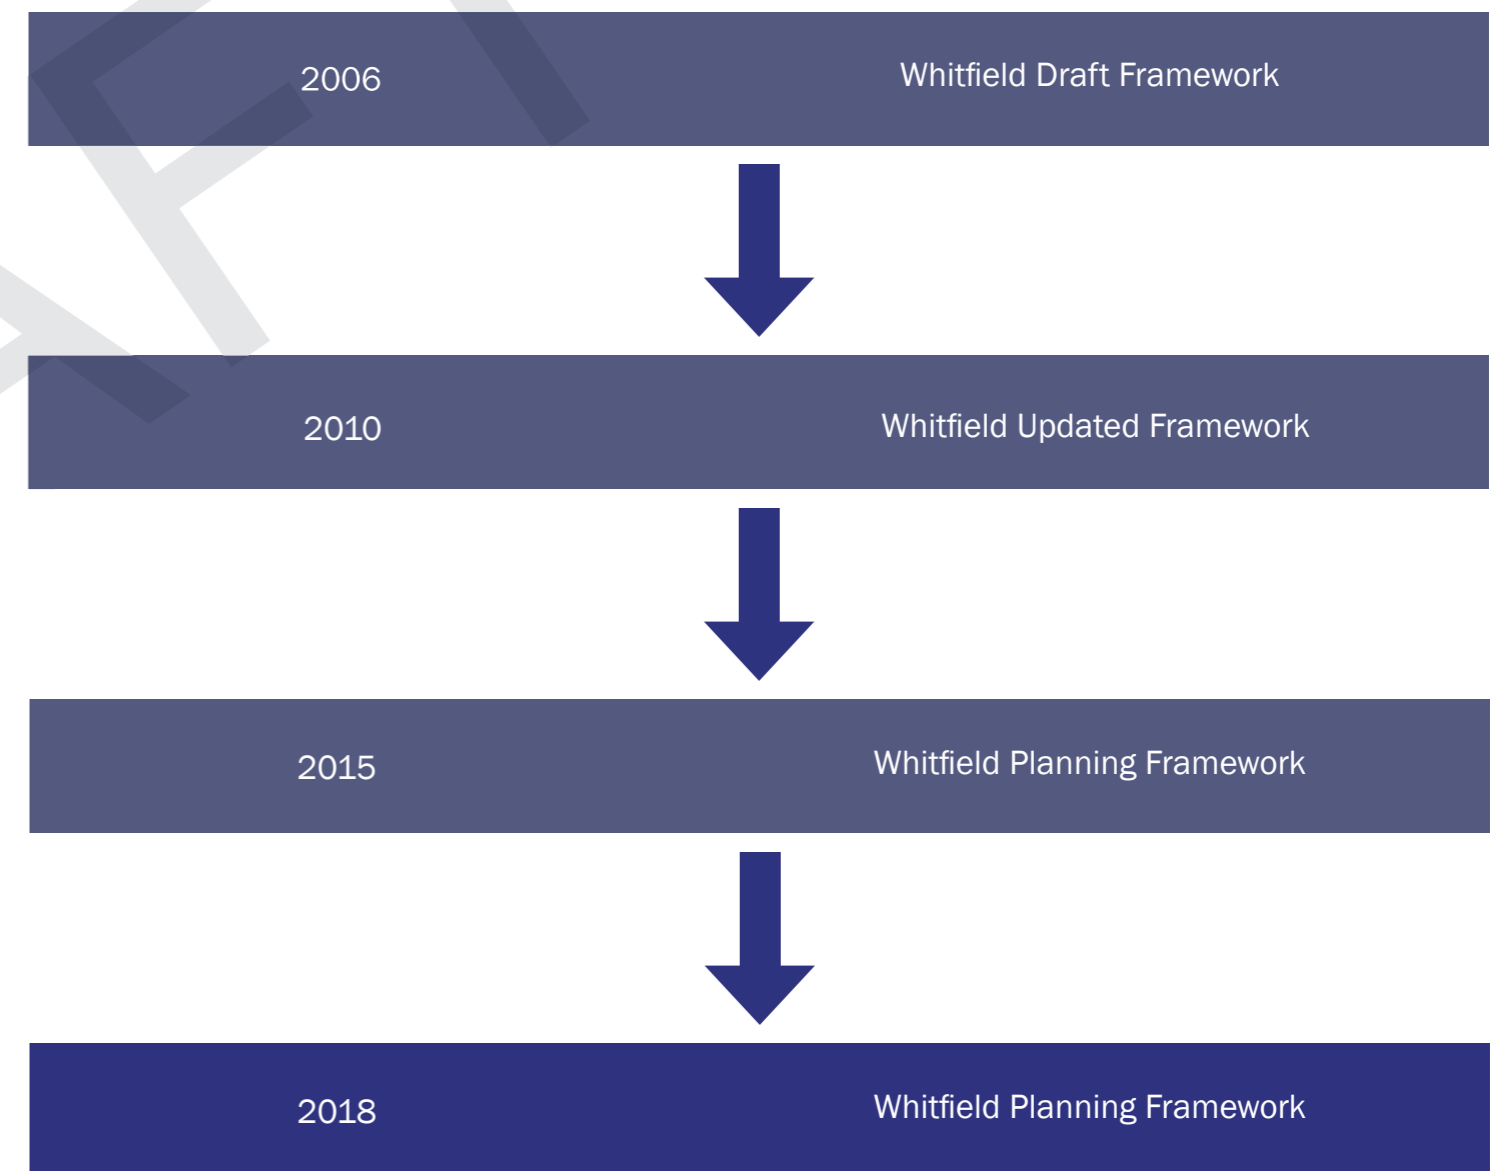 2006 Whitfield Draft Framework
2010 Whitfield Updated Framework
2015 Whitfield Planning Framework
2018 Whitfield Planning Framework